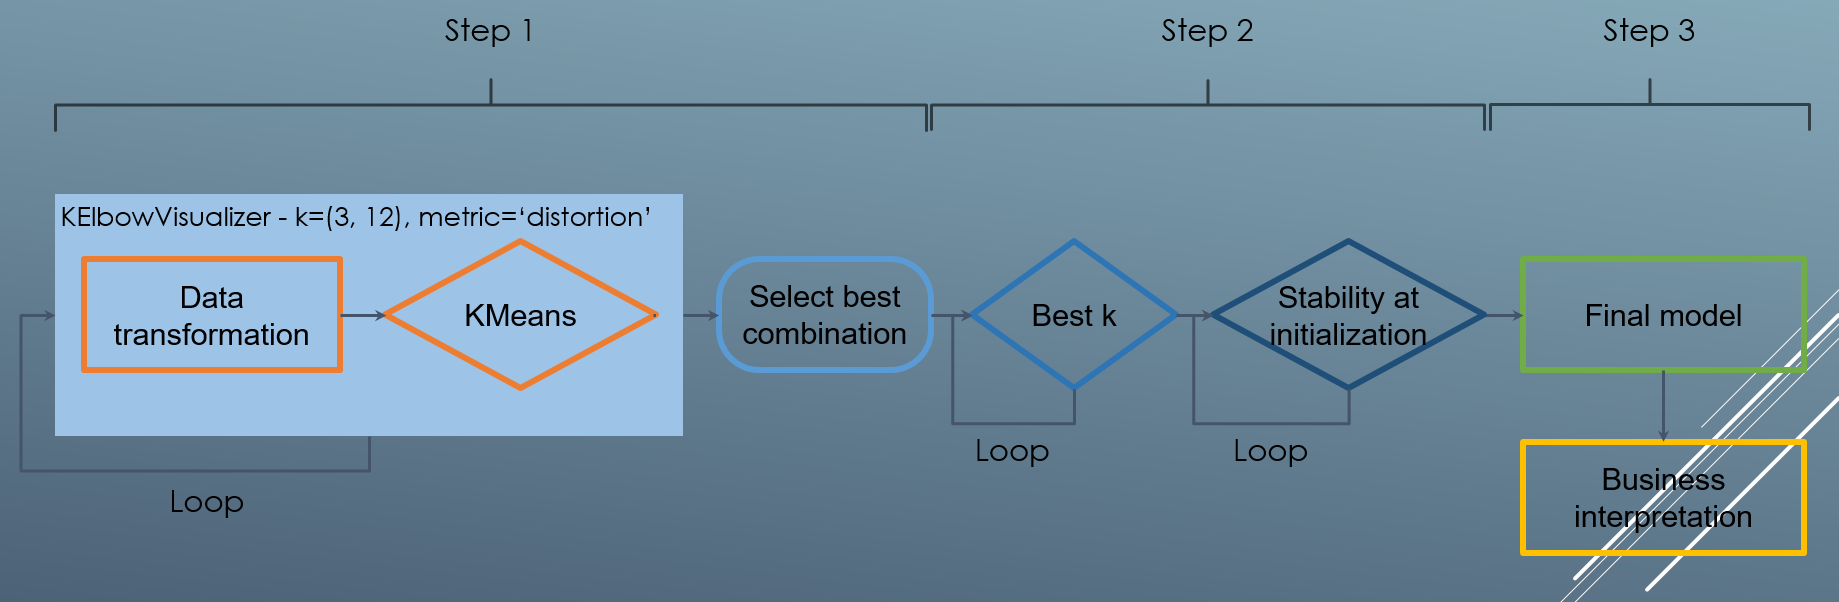 Step 1
Step 2
Step 3
KElbowVisualizer - k=(3, 12), metric=‘distortion’
Data
transformation
KMeans
Select best
combination
Best k
Stability at
initialization
Final model
Loop
Loop
Loop
Business
interpretation